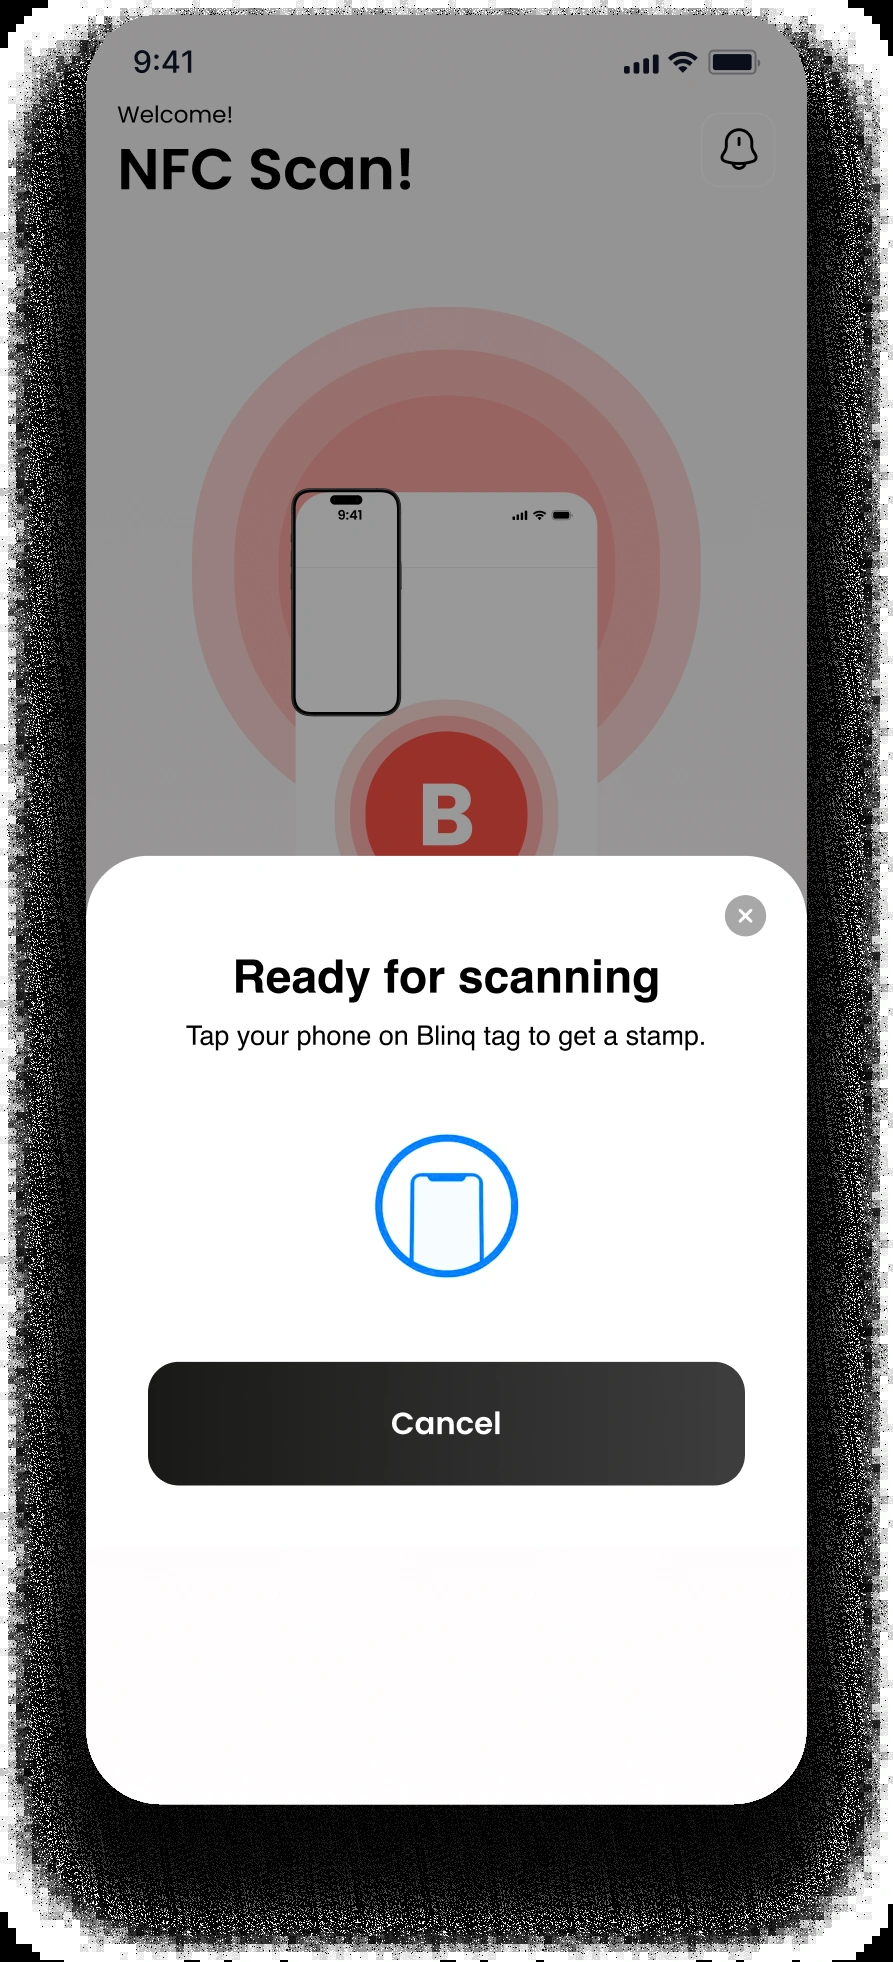 9:41
Welcome!
NFC Scan!
9:41
B
Ready for scanning
Tap your phone on Blinq tag to get a stamp.
Cancel